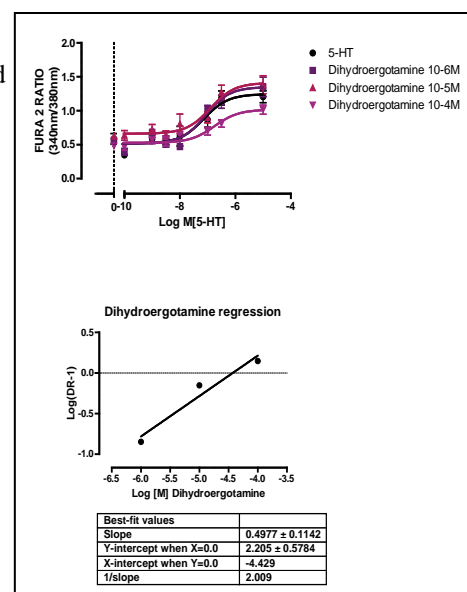 d
2.0
1.5
1.0
0.5
0.0
FURA 2 RATIO
(340nm/380nm)
0 -10 -8 -6 -4
Log M[5-HT]
5-HT
Dihydroergotamine 10-6M
Dihydroergotamine 10-5M
Dihydroergotamine 10-4M
Dihydroergotamine regression
0.5
0.0
-0.5
-1.0
Log(DR-1)
-6.5 -6.0 -5.5 -5.0 -4.5 -4.0 -3.5
Log [M] Dihydroergotamine
Best-fit values
Slope 0.4977 ± 0.1142
Y-intercept when X=0.0 2.205 ± 0.5784
X-intercept when Y=0.0 -4.429
1/slope 2.009